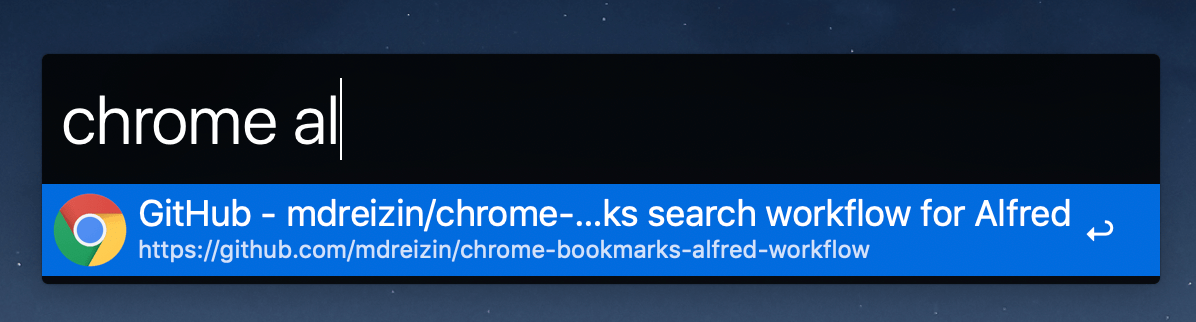 chrome al
GitHub - mdreizin/chrome-...ks search workflow for Alfred
https://github.com/mdreizin/chrome-bookmarks-alfred-workflow